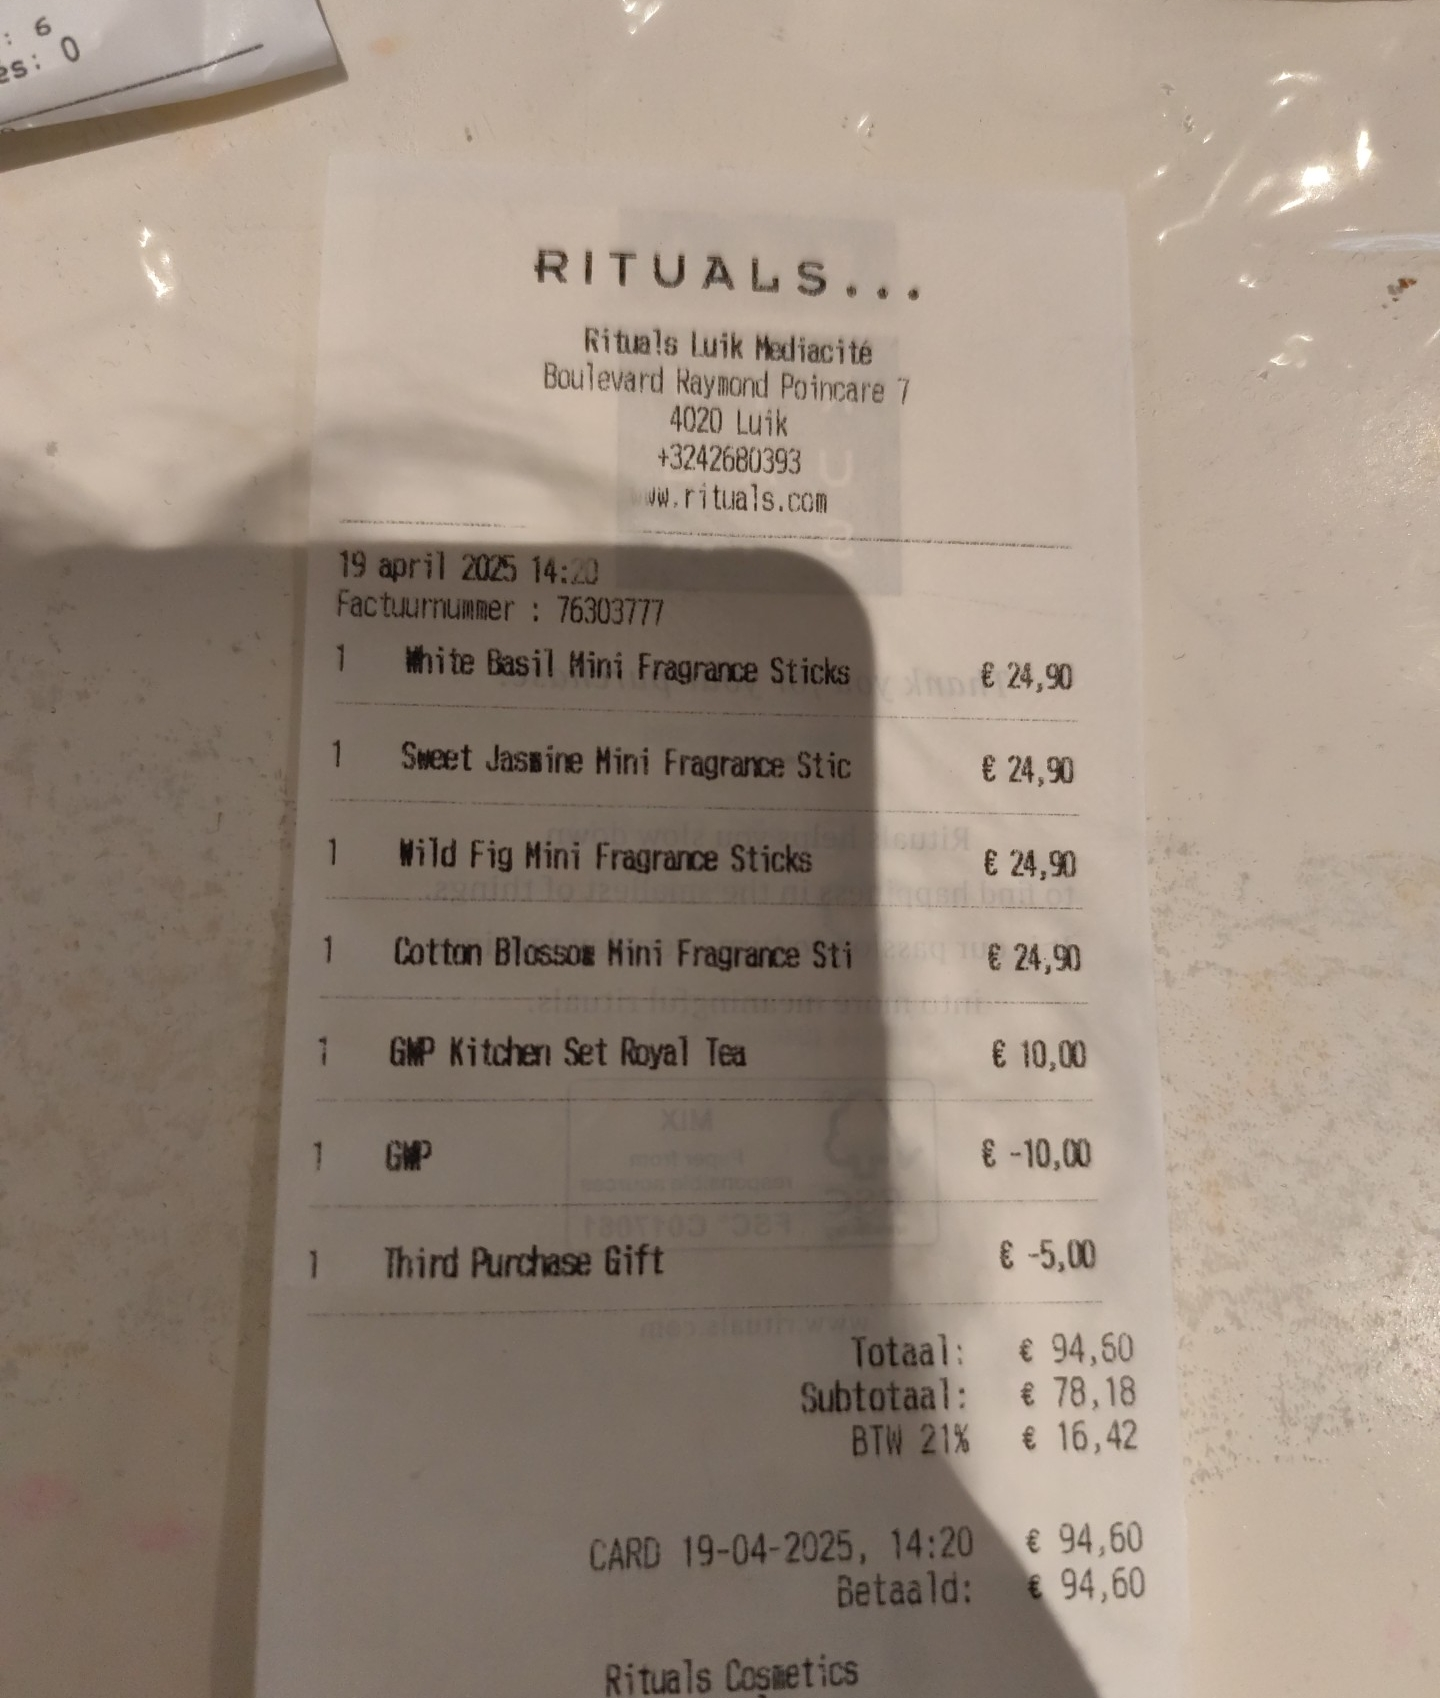 : 6
es: 0
RITUALS...
Rituals Luik Mediacité
Boulevard Raymond Poincare 7
4020 Luik
+3242680393
www.rituals.com
19 april 2025 14:20
Factuurnummer : 76303777
1 White Basil Mini Fragrance Sticks € 24,90
1 Sweet Jasmine Mini Fragrance Stic € 24,90
1 Wild Fig Mini Fragrance Sticks € 24,90
1 Cotton Blossom Mini Fragrance Sti € 24,90
1 GWP Kitchen Set Royal Tea € 10,00
1 GWP € -10,00
1 Third Purchase Gift € -5,00
Totaal: € 94,60
Subtotaal: € 78,18
BTW 21% € 16,42
CARD 19-04-2025, 14:20 € 94,60
Betaald: € 94,60
Rituals Cosmetics